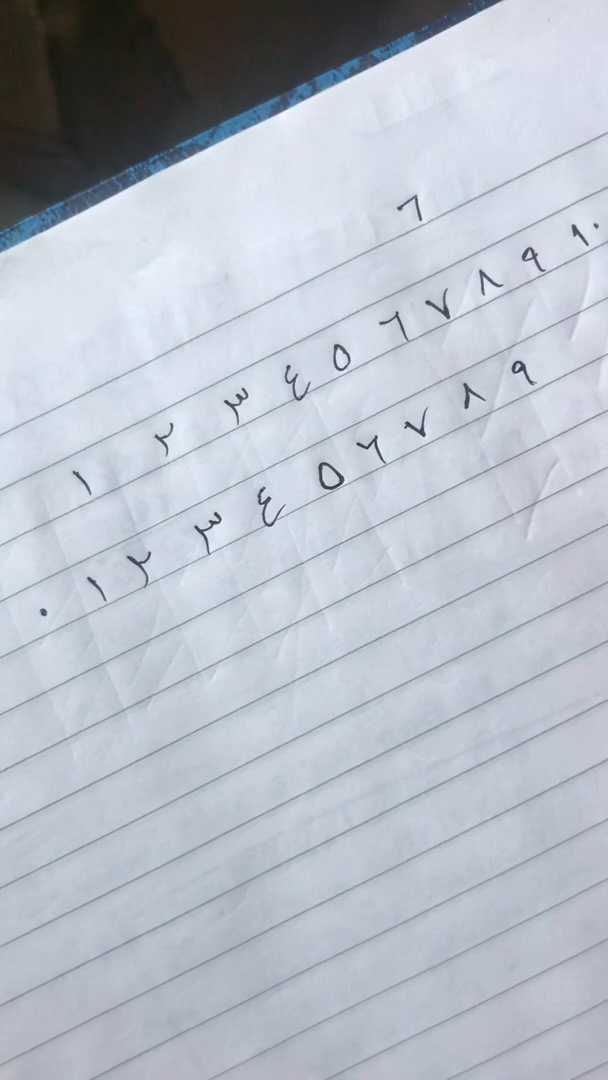 ٦
١ ٢ ٣ ٤ ٥ ٦ ٧ ٨ ٩ ١٠
٠ ١ ٢ ٣ ٤ ٥ ٦ ٧ ٨ ٩